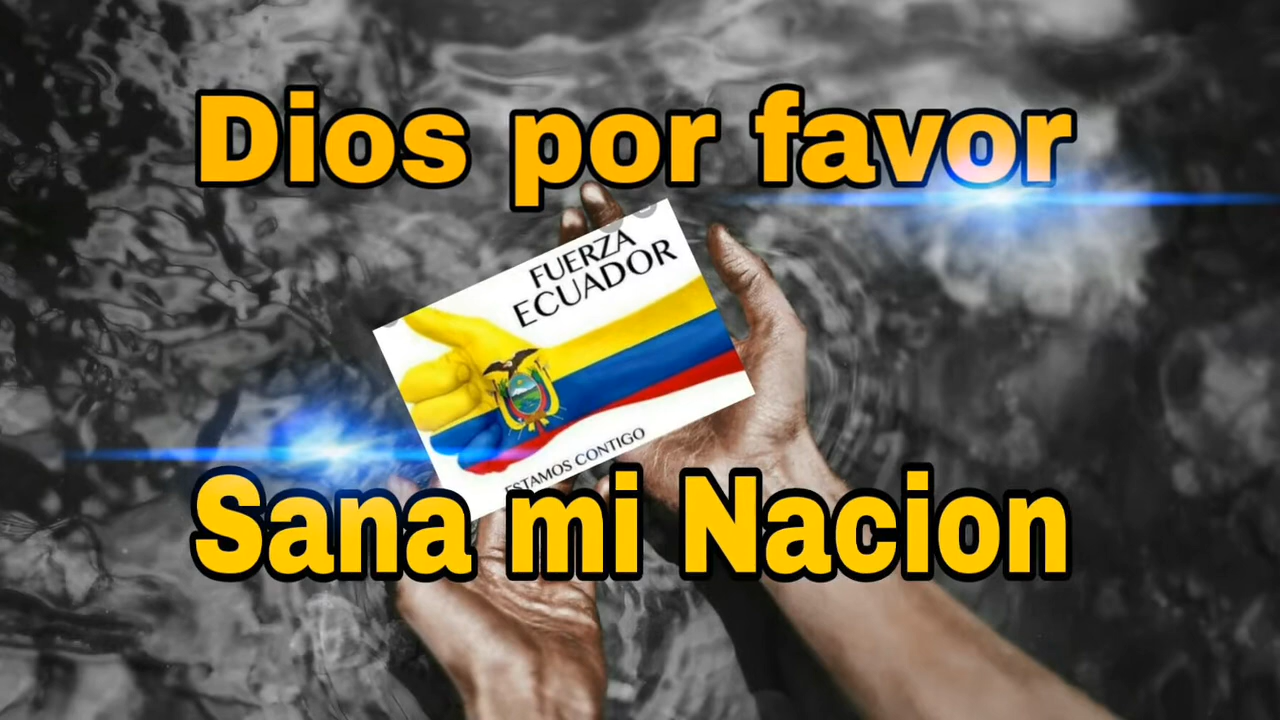 Dios por favor
FUERZA
ECUADOR
ESTAMOS CONTIGO
Sana mi Nacion